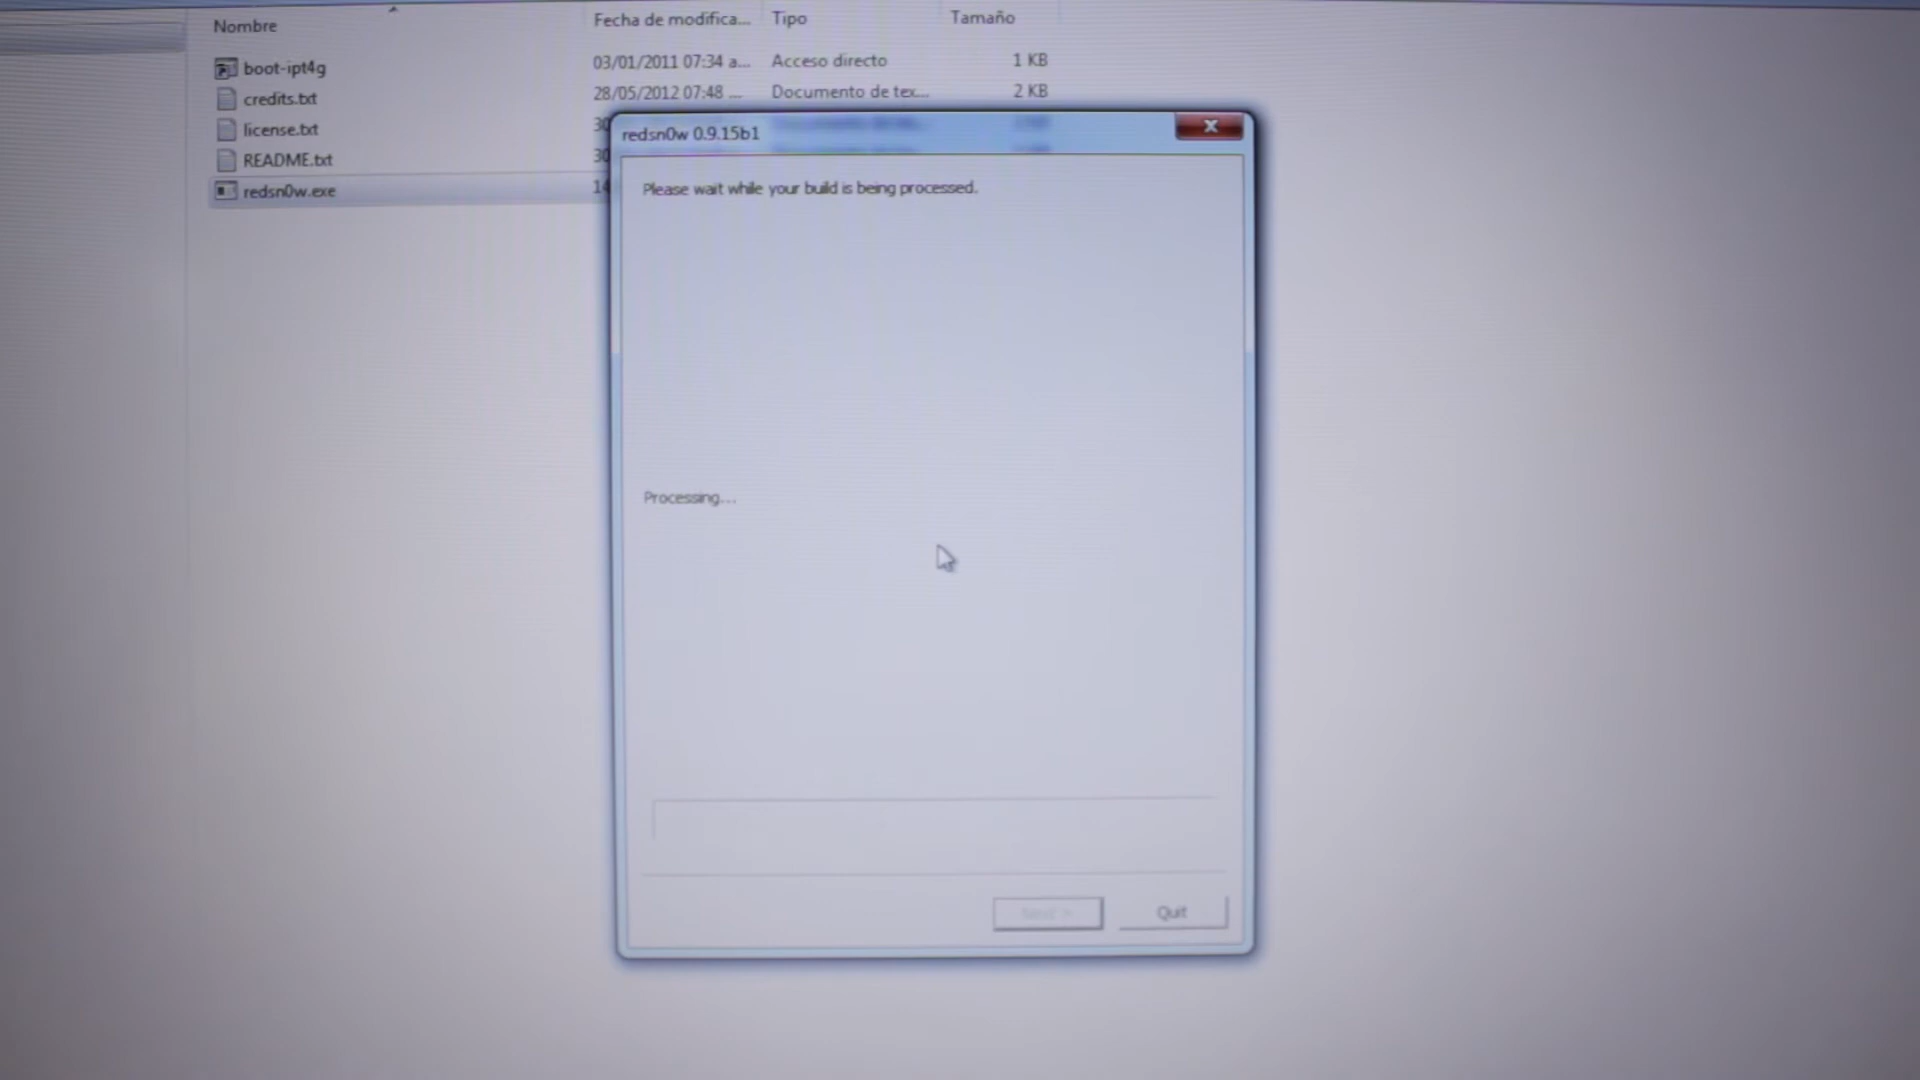 Nombre Fecha de modifica... Tipo Tamaño
boot-ipt4g 03/01/2011 07:34 a... Acceso directo 1 KB
credits.txt 28/05/2012 07:48 ... Documento de tex... 2 KB
license.txt 30
README.txt 30
redsn0w.exe 14
redsn0w 0.9.15b1
Please wait while your build is being processed.
Processing...
Next >
Quit